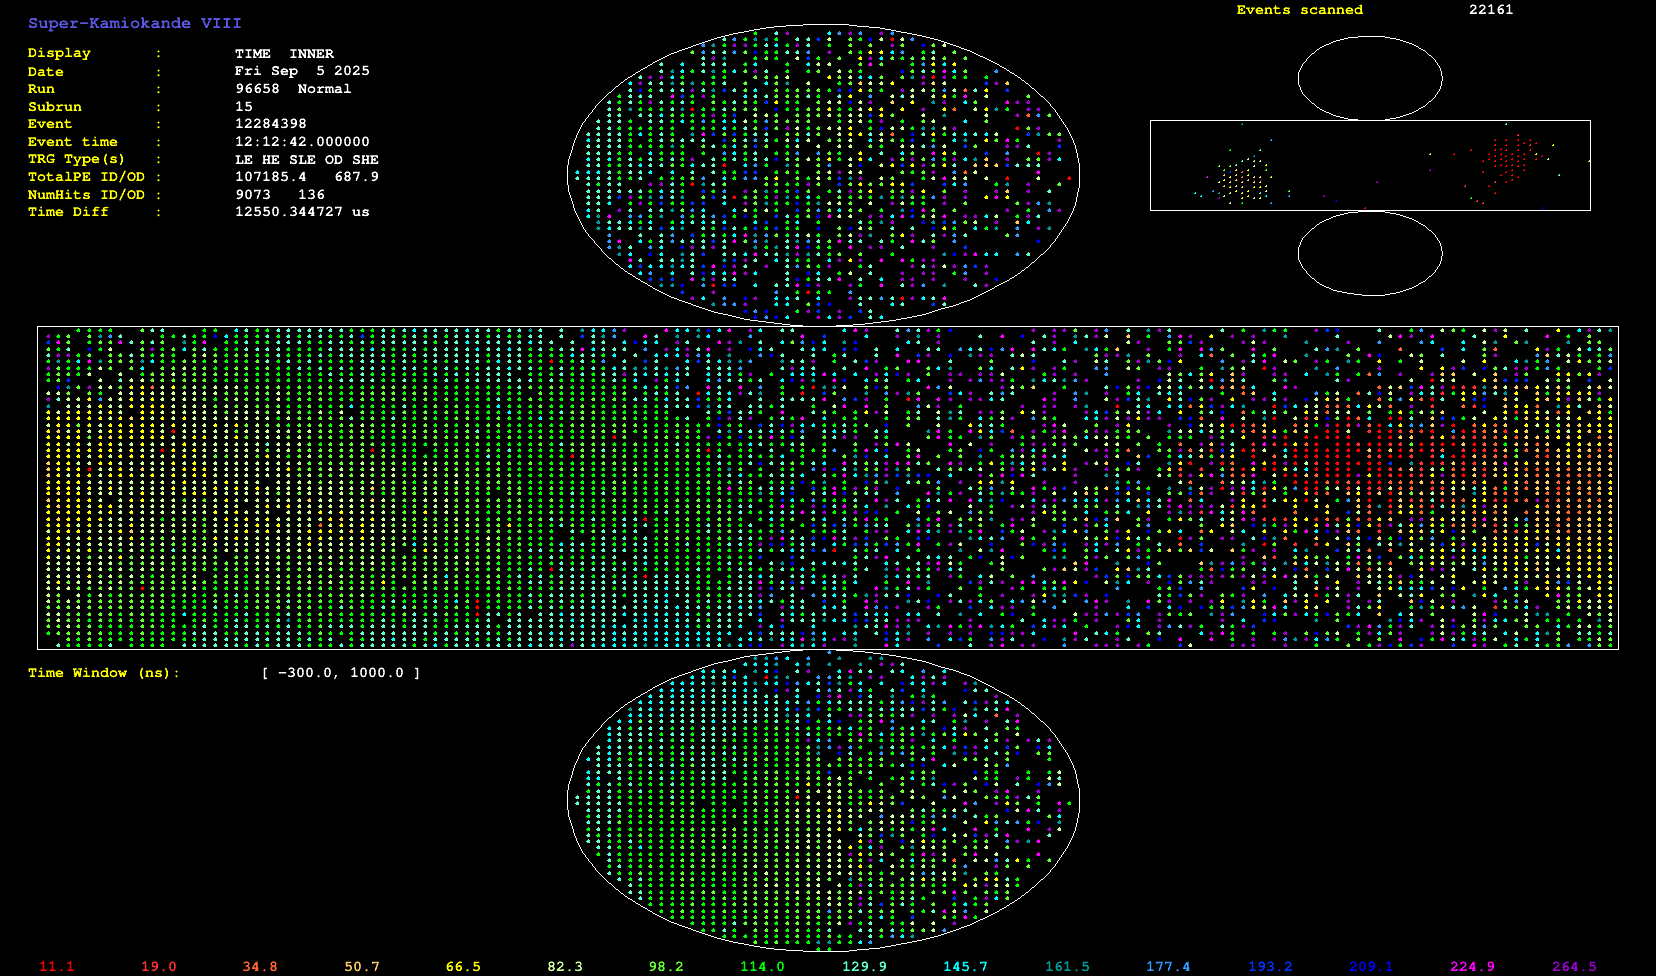 Super-Kamiokande VIII
Events scanned 22161
Display : TIME INNER
Date : Fri Sep 5 2025
Run : 96658 Normal
Subrun : 15
Event : 12284398
Event time : 12:12:42.000000
TRG Type(s) : LE HE SLE OD SHE
TotalPE ID/OD : 107185.4 687.9
NumHits ID/OD : 9073 136
Time Diff : 12550.344727 us
Time Window (ns): [ -300.0, 1000.0 ]
11.1 19.0 34.8 50.7 66.5 82.3 98.2 114.0 129.9 145.7 161.5 177.4 193.2 209.1 224.9 264.5